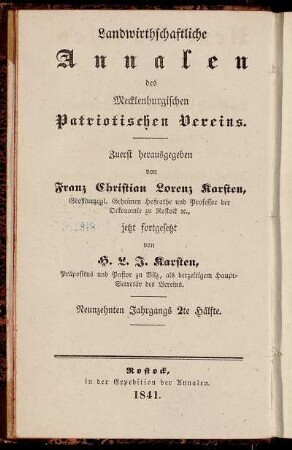 Landwirthschaftliche
Annalen
des
Mecklenburgischen
Patriotischen Vereins.
Zuerst herausgegeben
von
Franz Christian Lorenz Karsten,
Großherzogl. Geheimen Hofrathe und Professor der
Oekonomie zu Rostock ꝛc.,
jetzt fortgesetzt
von
H. L. J. Karsten,
Präpositus und Pastor zu Vilz, als derzeitigem Haupt-
Secretär des Vereins.
Neunzehnten Jahrgangs 2te Hälfte.
Rostock,
in der Expedition der Annalen.
1841.